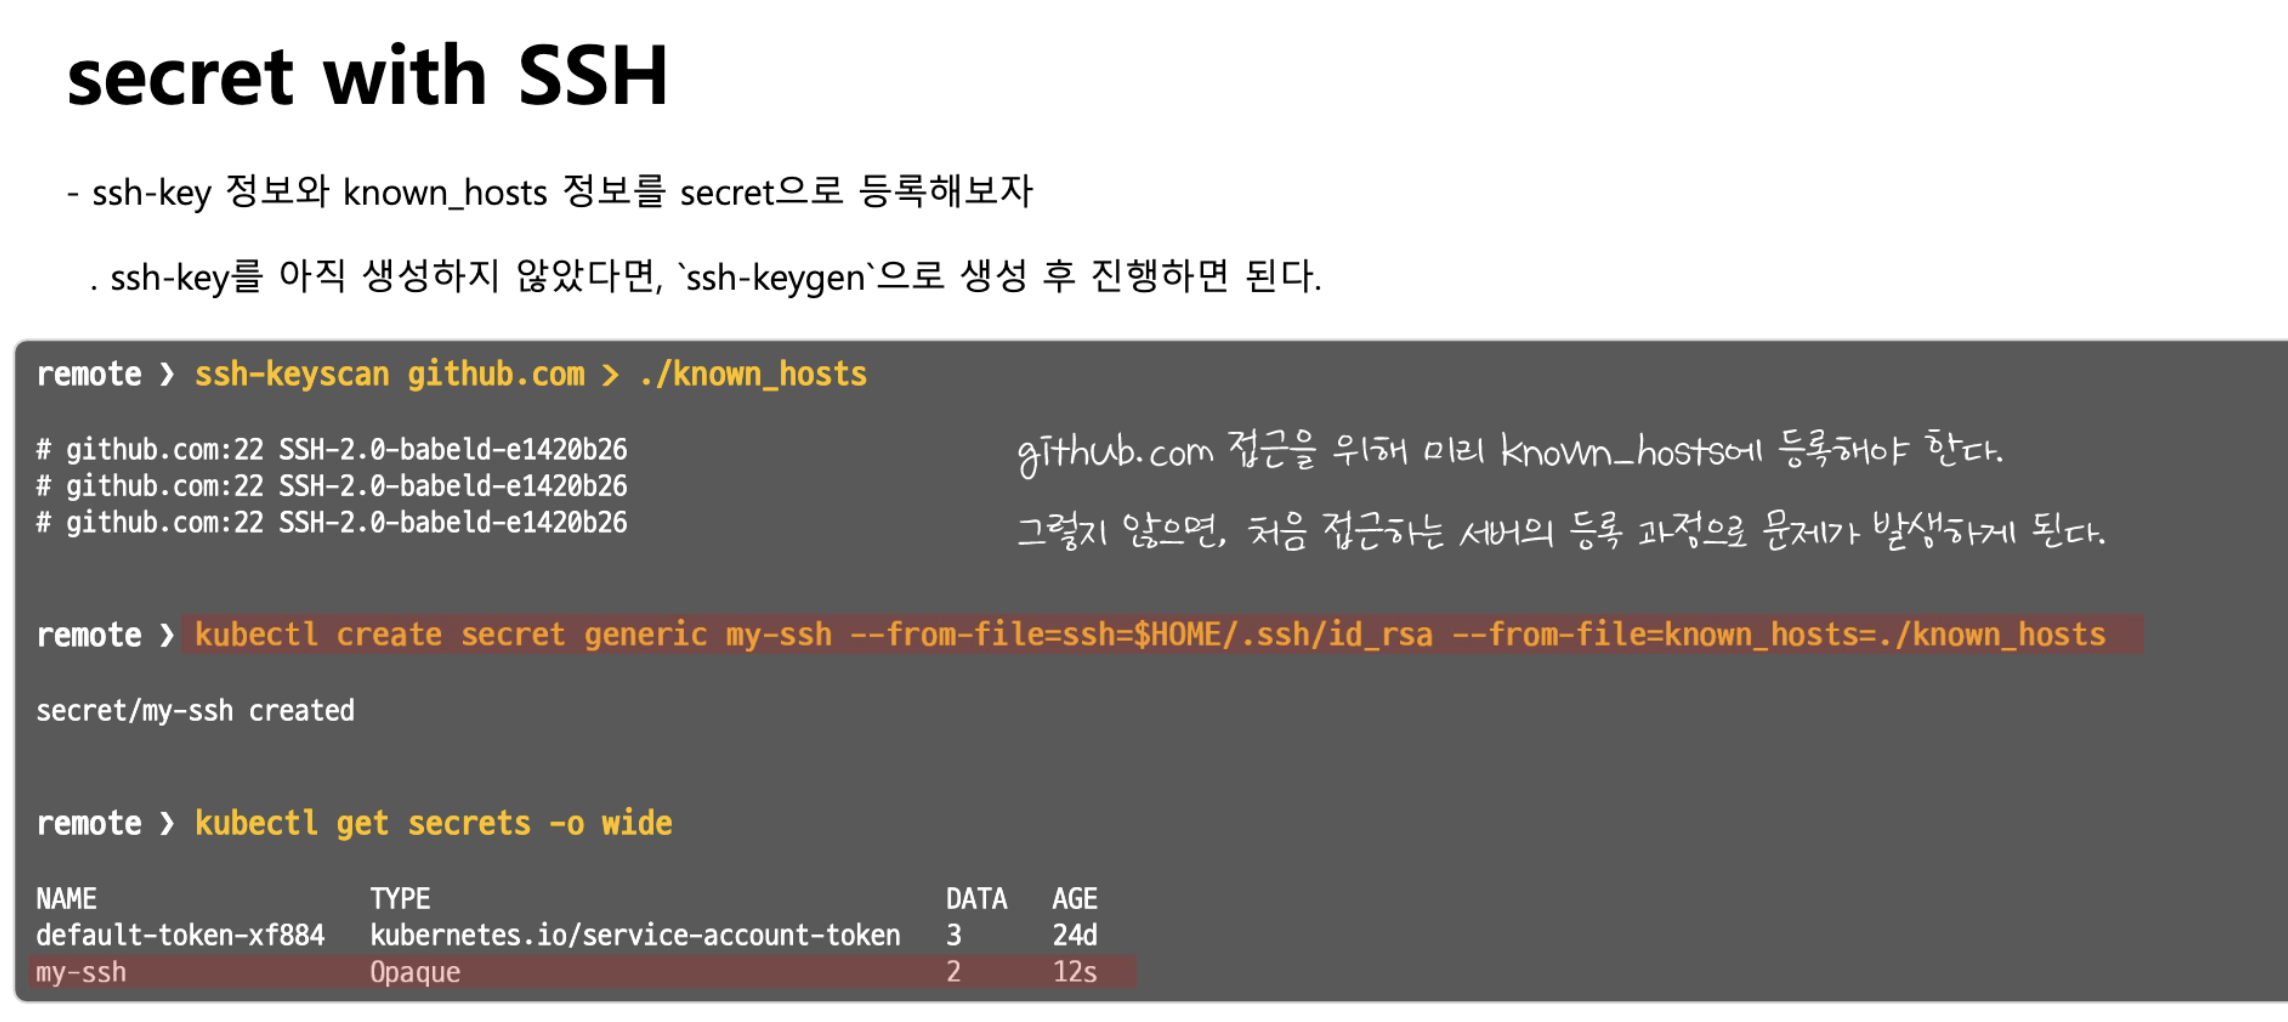 secret with SSH
- ssh-key 정보와 known_hosts 정보를 secret으로 등록해보자
. ssh-key를 아직 생성하지 않았다면, `ssh-keygen`으로 생성 후 진행하면 된다.
remote ❯ ssh-keyscan github.com > ./known_hosts
# github.com:22 SSH-2.0-babeld-e1420b26
# github.com:22 SSH-2.0-babeld-e1420b26
# github.com:22 SSH-2.0-babeld-e1420b26
github.com 접근을 위해 미리 known_hosts에 등록해야 한다.
그렇지 않으면, 처음 접근하는 서버의 등록 과정으로 문제가 발생하게 된다.
remote ❯ kubectl create secret generic my-ssh --from-file=ssh=$HOME/.ssh/id_rsa --from-file=known_hosts=./known_hosts
secret/my-ssh created
remote ❯ kubectl get secrets -o wide
NAME TYPE DATA AGE
default-token-xf884 kubernetes.io/service-account-token 3 24d
my-ssh Opaque 2 12s